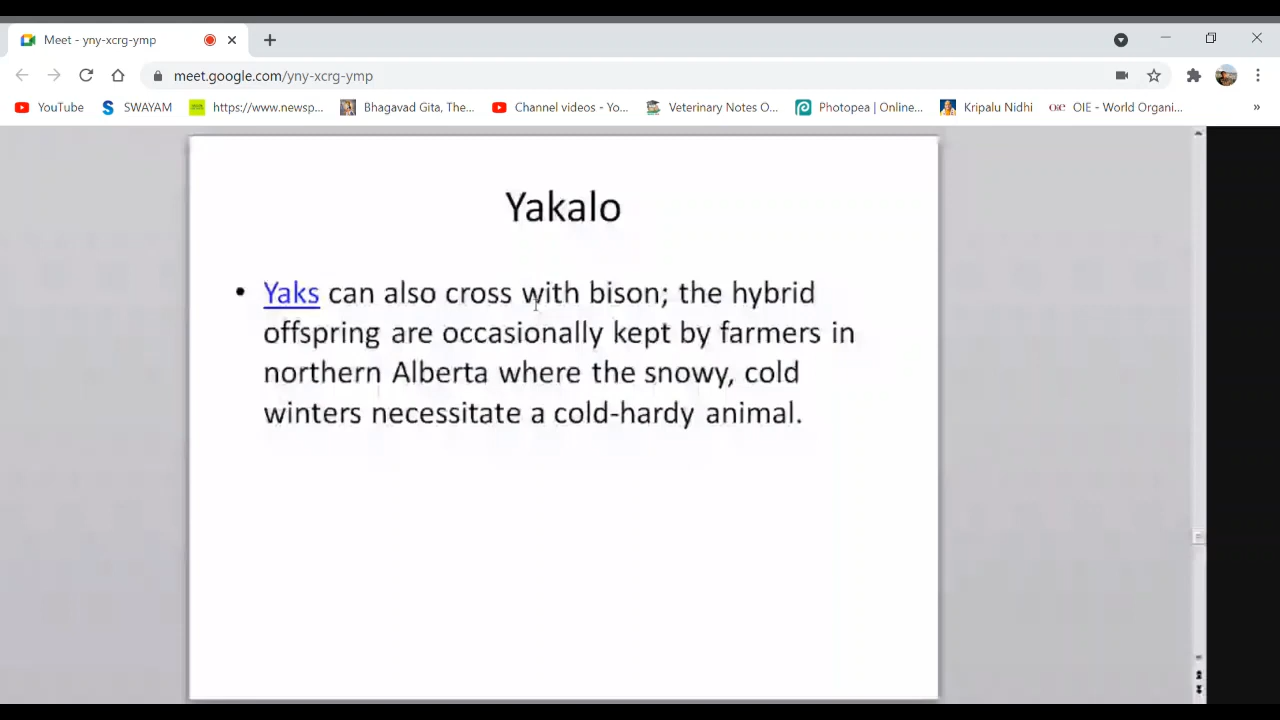 Meet - yny-xcrg-ymp
meet.google.com/yny-xcrg-ymp
YouTube SWAYAM https://www.newsp... Bhagavad Gita, The... Channel videos - Yo... Veterinary Notes O... Photopea | Online... Kripalu Nidhi OIE OIE - World Organi... »
Yakalo
• Yaks can also cross with bison; the hybrid
offspring are occasionally kept by farmers in
northern Alberta where the snowy, cold
winters necessitate a cold-hardy animal.